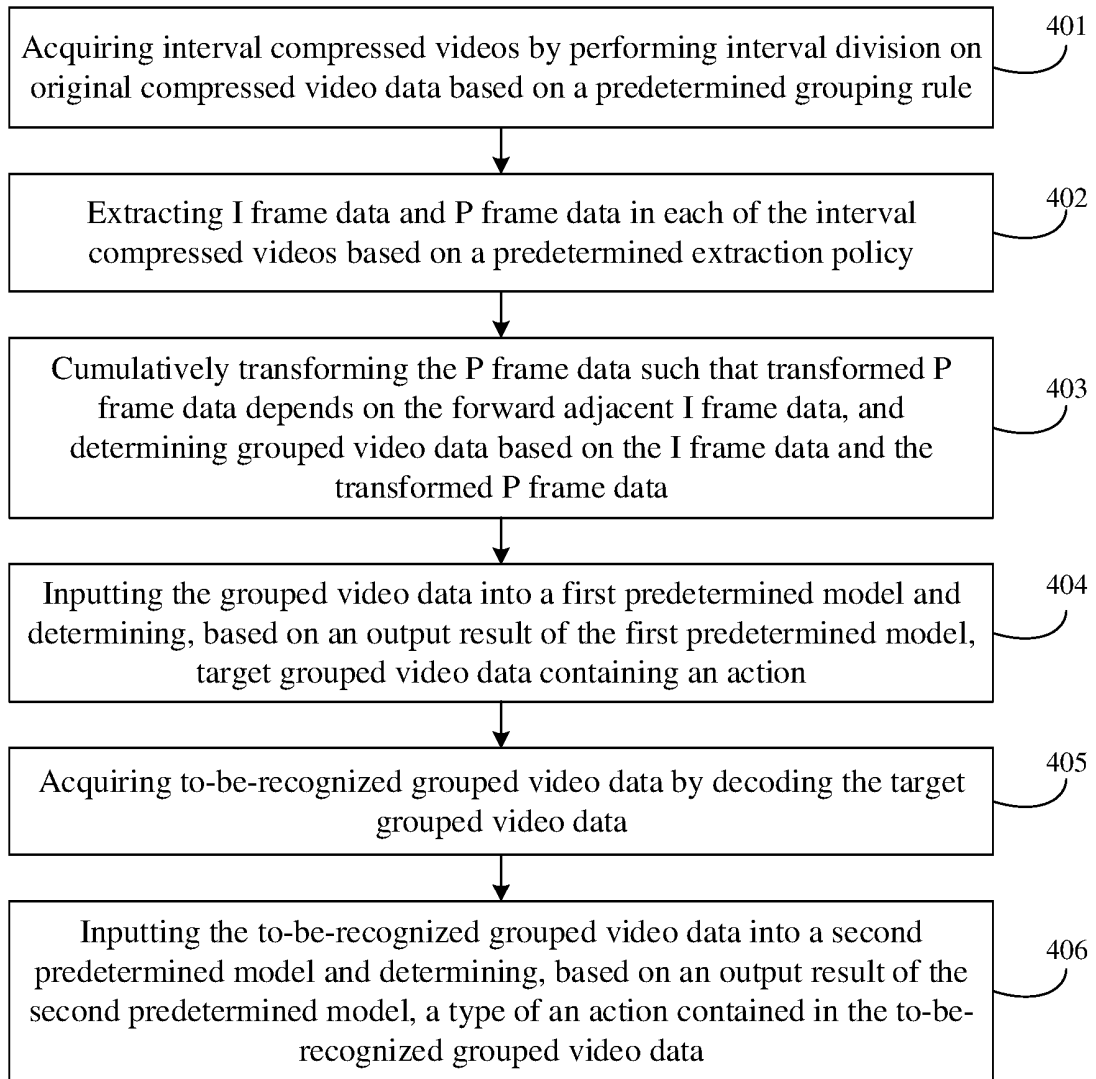 Acquiring interval compressed videos by performing interval division on
original compressed video data based on a predetermined grouping rule
401
Extracting I frame data and P frame data in each of the interval
compressed videos based on a predetermined extraction policy
402
Cumulatively transforming the P frame data such that transformed P
frame data depends on the forward adjacent I frame data, and
determining grouped video data based on the I frame data and the
transformed P frame data
403
Inputting the grouped video data into a first predetermined model and
determining, based on an output result of the first predetermined model,
target grouped video data containing an action
404
Acquiring to-be-recognized grouped video data by decoding the target
grouped video data
405
Inputting the to-be-recognized grouped video data into a second
predetermined model and determining, based on an output result of the
second predetermined model, a type of an action contained in the to-be-
recognized grouped video data
406